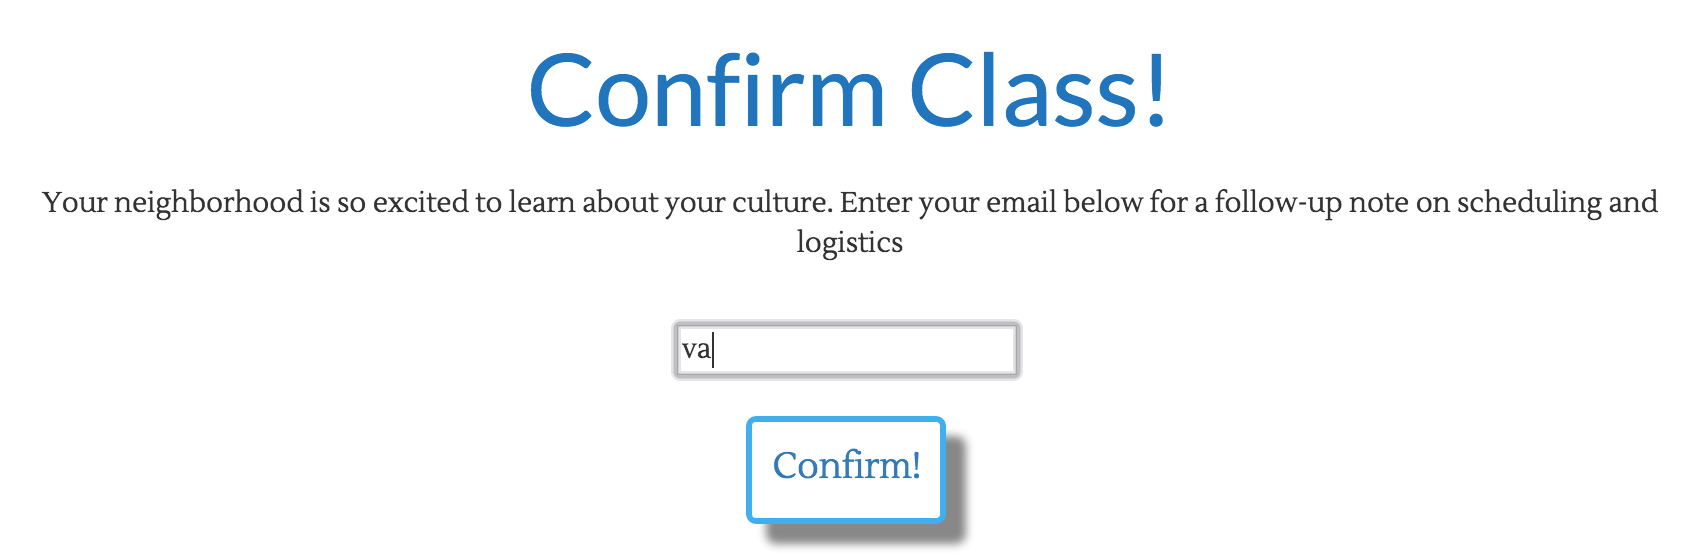 Confirm Class!
Your neighborhood is so excited to learn about your culture. Enter your email below for a follow-up note on scheduling and
logistics
va
Confirm!